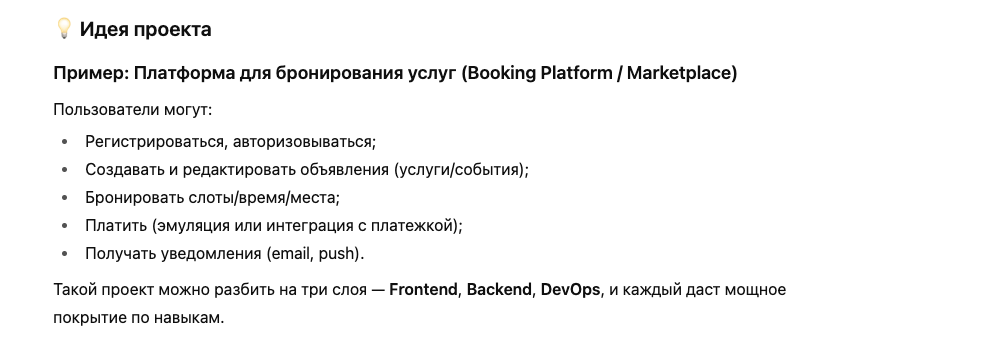 💡 Идея проекта
Пример: Платформа для бронирования услуг (Booking Platform / Marketplace)
Пользователи могут:
• Регистрироваться, авторизовываться;
• Создавать и редактировать объявления (услуги/события);
• Бронировать слоты/время/места;
• Платить (эмуляция или интеграция с платежкой);
• Получать уведомления (email, push).
Такой проект можно разбить на три слоя — Frontend, Backend, DevOps, и каждый даст мощное
покрытие по навыкам.